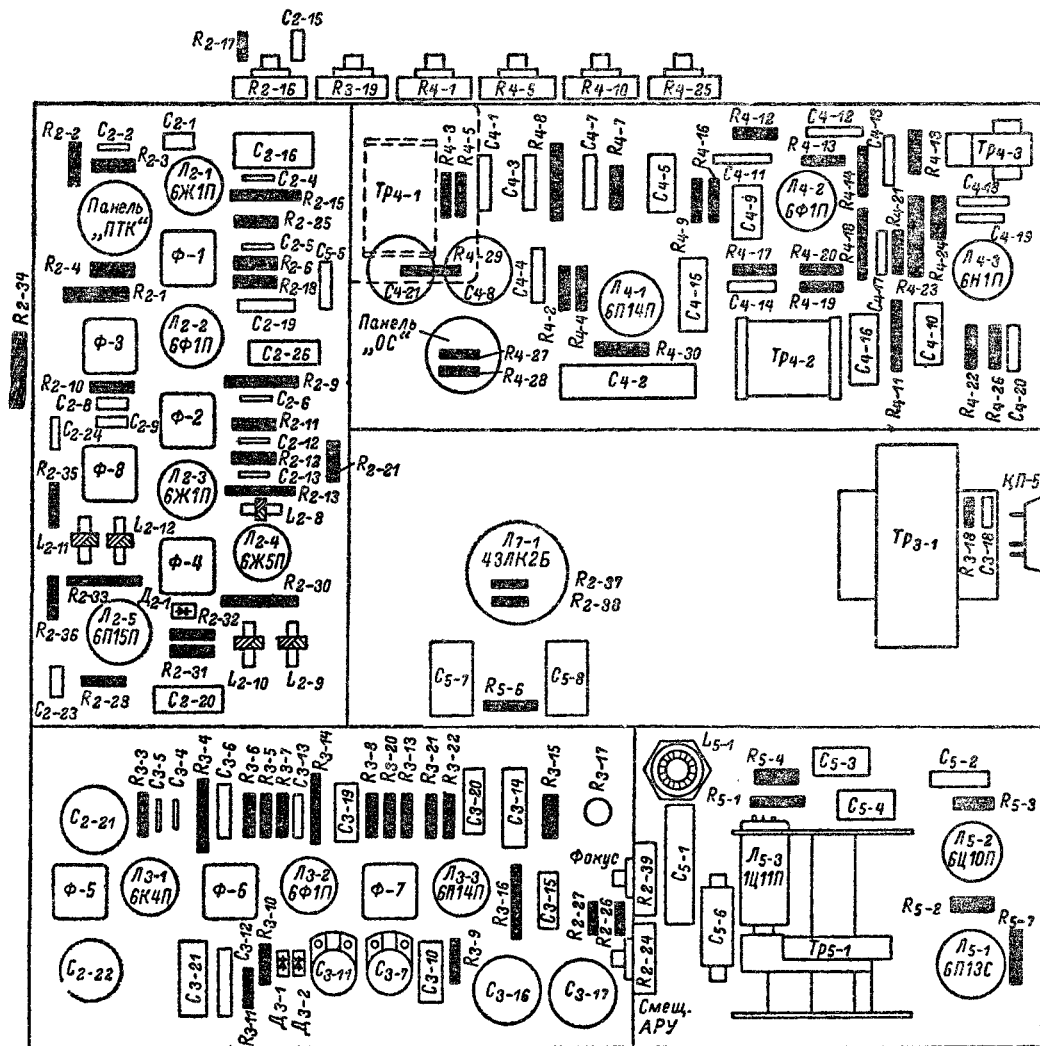 R2-17
C2-15
R2-16
R3-19
R4-1
R4-5
R4-10
R4-25
R2-2
C2-2
C2-1
R2-3
Л2-1
6Ж1П
C2-16
C2-4
R2-15
R2-25
Панель
„ПТК“
Ф-1
C2-5
C5-5
R2-4
R2-6
R2-18
R2-1
Л2-2
6Ф1П
C2-19
Ф-3
C2-26
R2-34
R2-10
R2-9
C2-8
C2-6
C2-9
Ф-2
R2-11
C2-24
C2-12
R2-12
Ф-8
C2-13
R2-21
R2-35
Л2-3
6Ж1П
R2-13
L2-8
L2-12
L2-11
Л2-4
6Ж5П
Ф-4
R2-30
R2-33
Д2-1
R2-32
R2-36
Л2-5
6П15П
R2-31
L2-10
L2-9
R2-23
C2-20
C2-23
Тр4-1
R4-3
R4-5
C4-1
C4-3
R4-8
C4-7
R4-7
C4-5
R4-9
R4-16
R4-12
C4-11
C4-9
C4-12
R4-13
Л4-2
6Ф1П
R4-14
C4-13
R4-13
Тр4-3
C4-18
C4-19
R4-21
R4-24
R4-18
C4-17
R4-23
Л4-3
6Н1П
R4-29
C4-21
C4-8
C4-4
R4-2
R4-4
Л4-1
6П14П
C4-15
R4-17
R4-20
C4-14
R4-19
Панель
„ОС“
R4-27
R4-28
R4-30
C4-2
Тр4-2
C4-16
R4-11
C4-10
R4-22
R4-26
C4-20
Л7-1
43ЛК2Б
R2-37
R2-38
Тр3-1
R3-18
C3-18
КП-5
C5-7
R5-6
C5-8
C2-21
R3-3
C3-5
C3-4
R3-4
C3-6
R3-6
R3-5
R3-7
C3-13
R3-14
C3-19
R3-8
R3-20
R3-13
R3-21
R3-22
C3-20
C3-14
R3-15
R3-17
Ф-5
Л3-1
6К4П
Ф-6
Л3-2
6Ф1П
Ф-7
Л3-3
6П14П
R3-16
C3-15
Фокус
R2-27
R2-26
R2-39
R2-24
C2-22
C3-21
C3-12
R3-10
R3-11
Д3-1
Д3-2
C3-11
C3-7
C3-10
R3-9
C3-16
C3-17
Смещ.
АРУ
L5-1
R5-4
C5-3
C5-2
R5-1
C5-4
R5-3
C5-1
Л5-3
1Ц11П
Л5-2
6Ц10П
C5-6
R5-2
R5-7
Тр5-1
Л5-1
6П13С